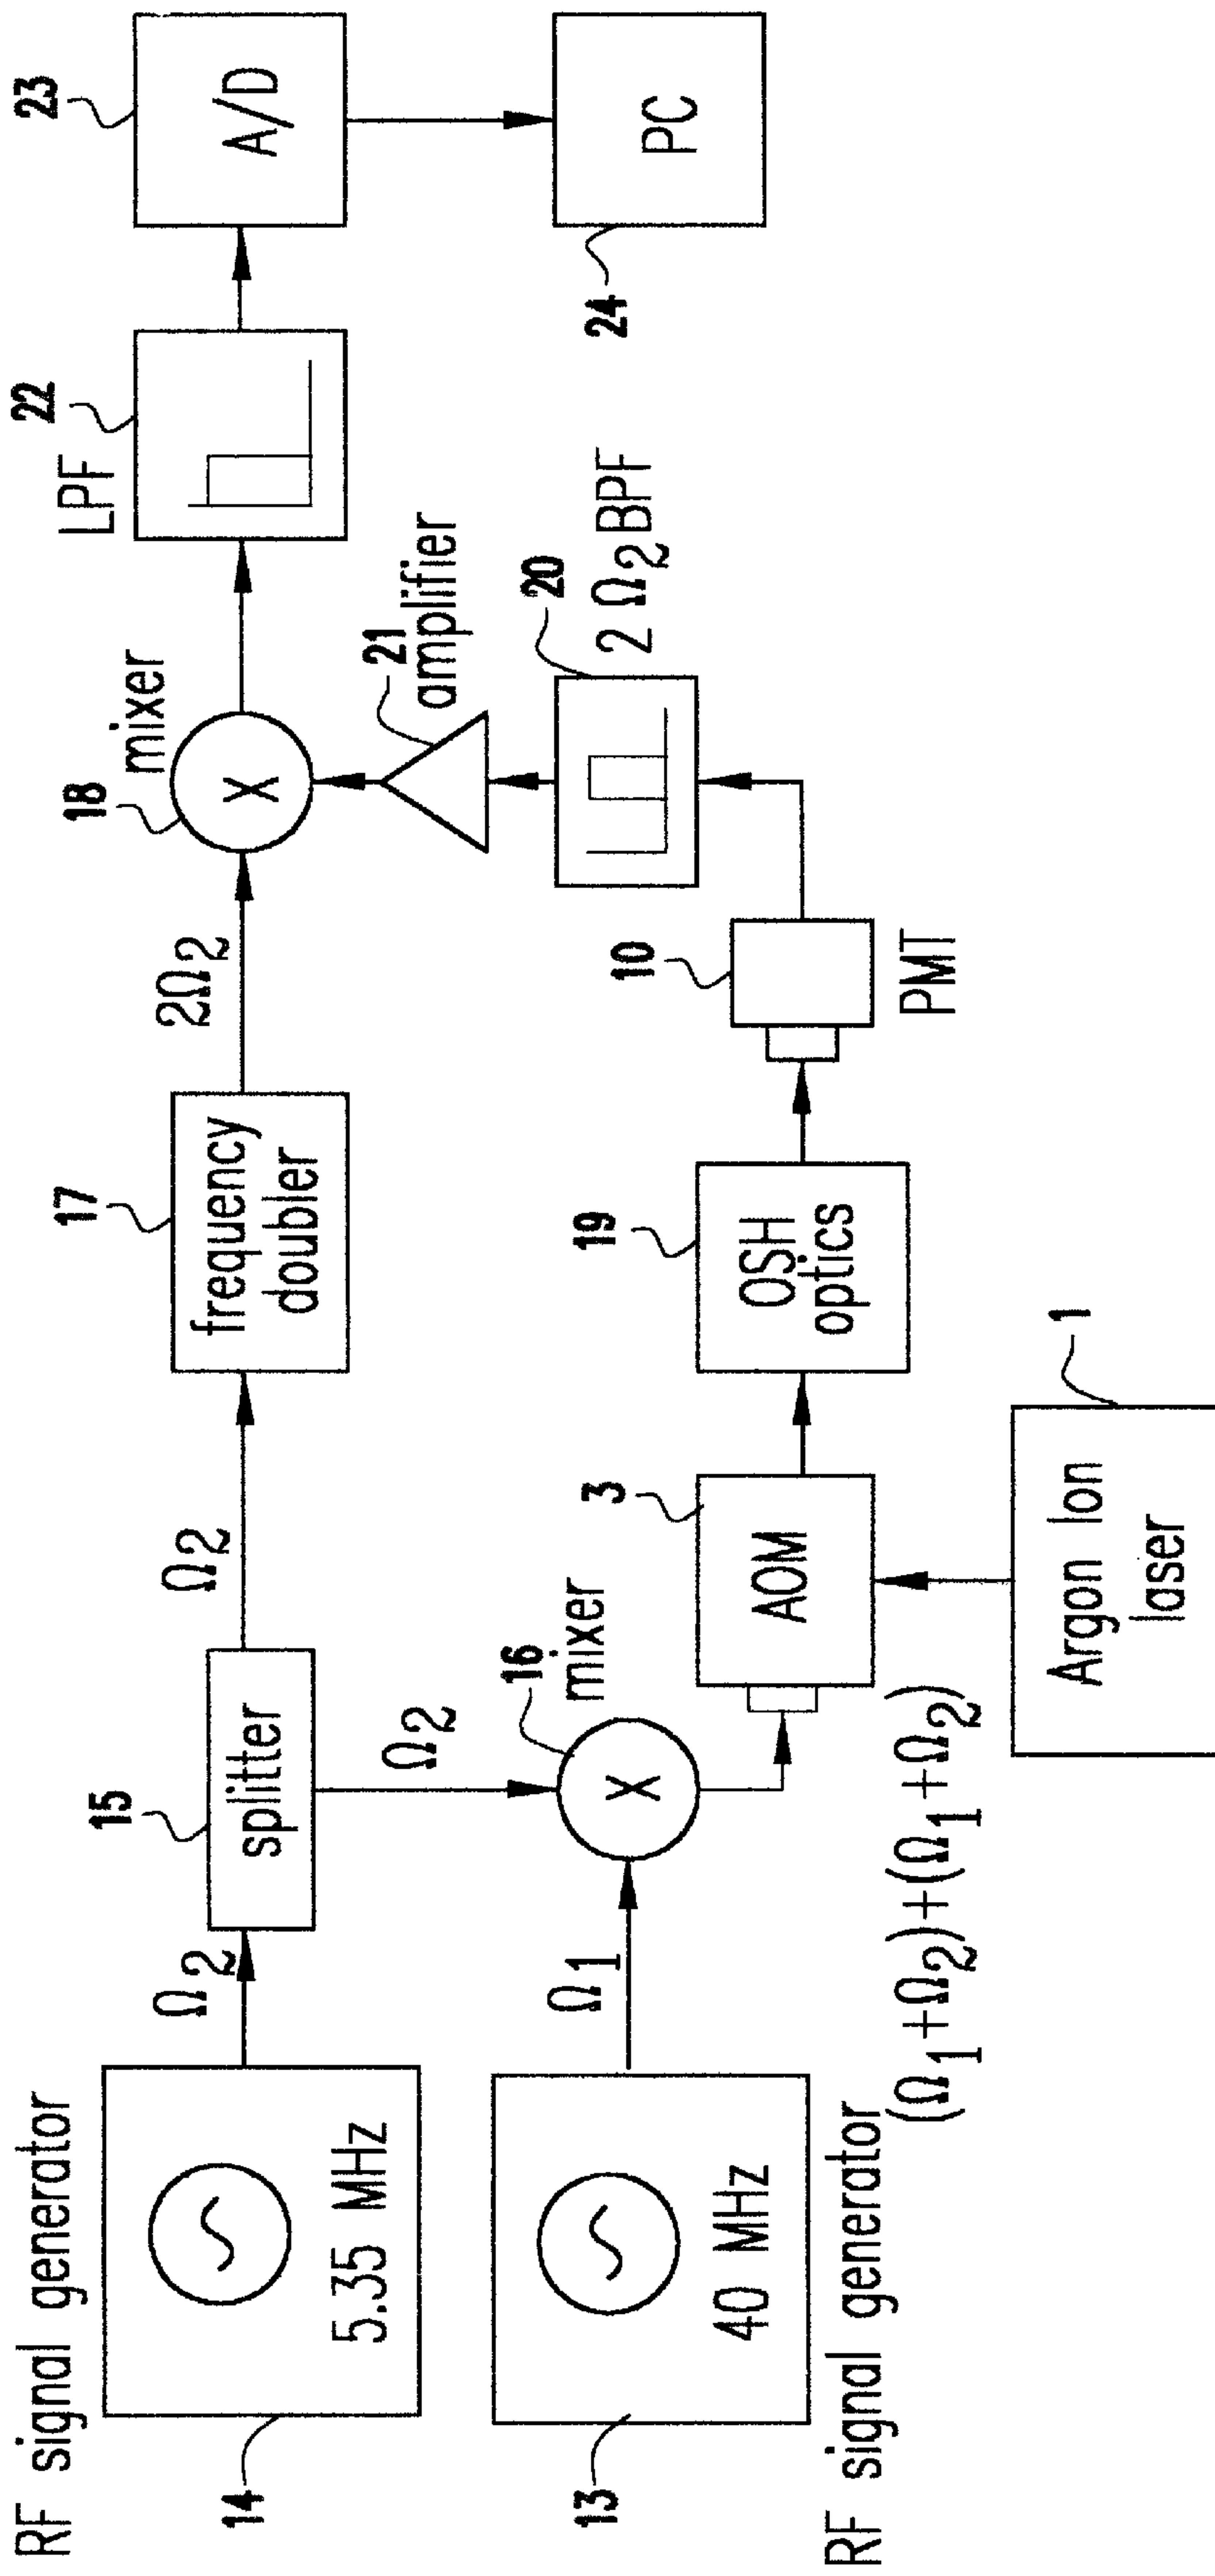 RF signal generator
14
5.35 MHz
Ω2
15
splitter
Ω2
17
frequency
doubler
2Ω2
18
mixer
X
LPF
22
23
A/D
Ω2
13
40 MHz
RF signal generator
Ω1
16
mixer
X
(Ω1+Ω2)+(Ω1+Ω2)
3
AOM
1
Argon Ion
laser
19
OSH
optics
10
PMT
20
2 Ω2BPF
21
amplifier
24
PC